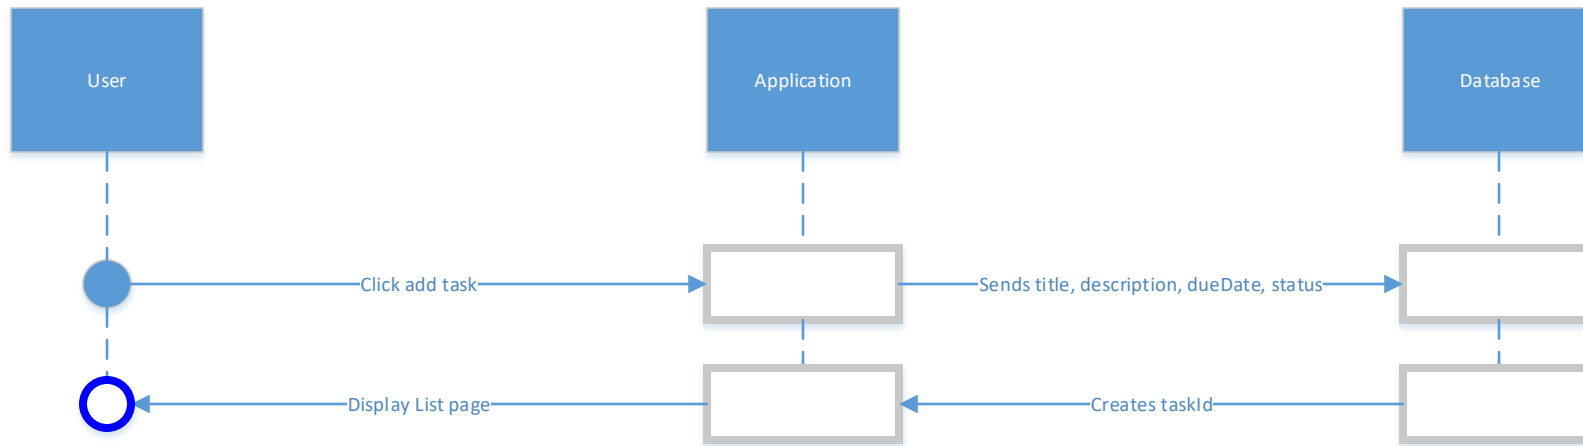 User
Application
Database
Click add task
Sends title, description, dueDate, status
Display List page
Creates taskId